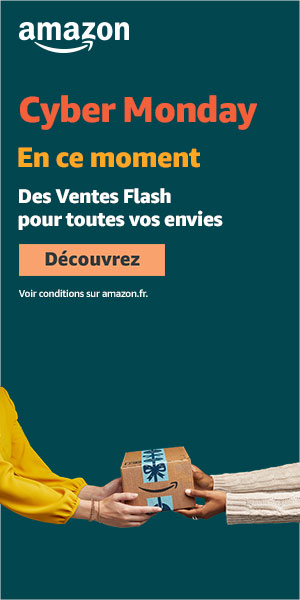 amazon
Cyber Monday
En ce moment
Des Ventes Flash
pour toutes vos envies
Découvrez
Voir conditions sur amazon.fr.